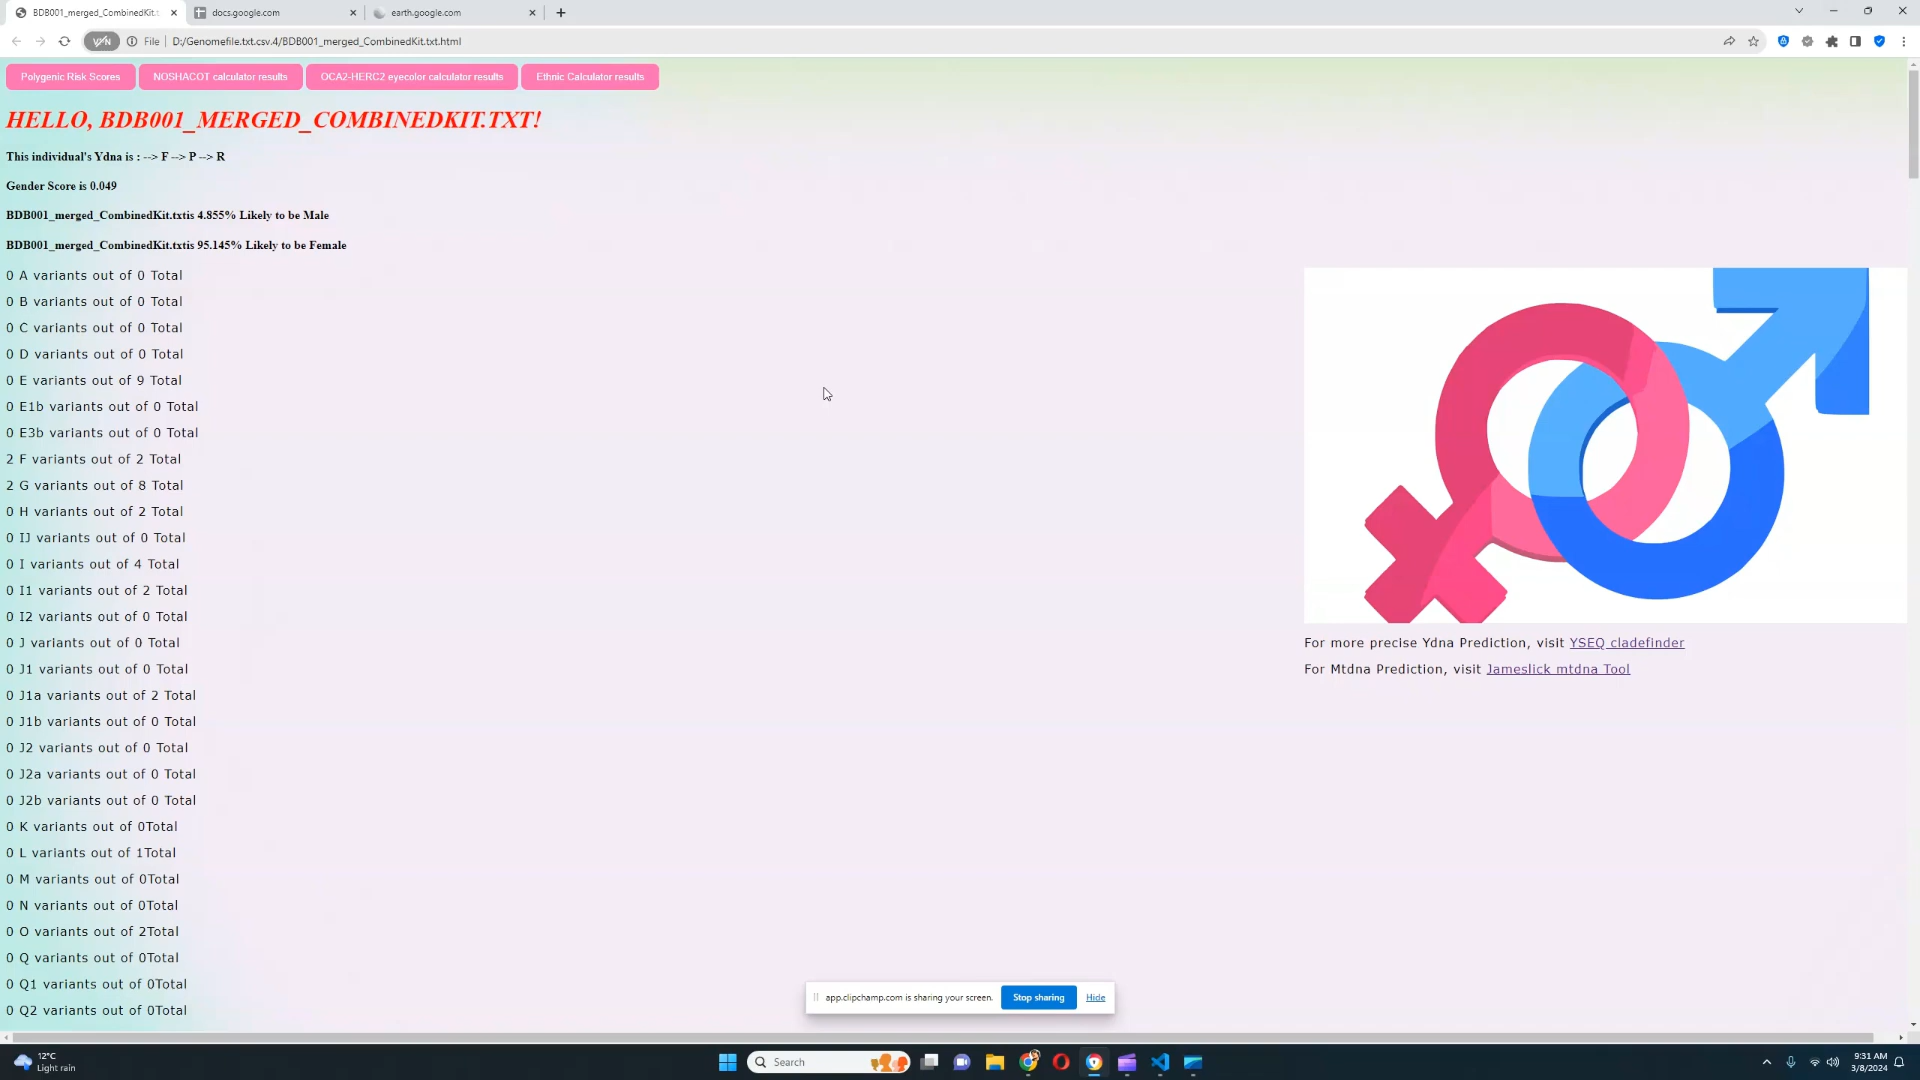 BDB001_merged_CombinedKit.t
docs.google.com
earth.google.com
VPN
File
D:/Genomefile.txt.csv.4/BDB001_merged_CombinedKit.txt.html
Polygenic Risk Scores
NOSHACOT calculator results
OCA2-HERC2 eyecolor calculator results
Ethnic Calculator results
HELLO, BDB001_MERGED_COMBINEDKIT.TXT!
This individual's Ydna is : --> F --> P --> R
Gender Score is 0.049
BDB001_merged_CombinedKit.txtis 4.855% Likely to be Male
BDB001_merged_CombinedKit.txtis 95.145% Likely to be Female
0 A variants out of 0 Total
0 B variants out of 0 Total
0 C variants out of 0 Total
0 D variants out of 0 Total
0 E variants out of 9 Total
0 E1b variants out of 0 Total
0 E3b variants out of 0 Total
2 F variants out of 2 Total
2 G variants out of 8 Total
0 H variants out of 2 Total
0 IJ variants out of 0 Total
0 I variants out of 4 Total
0 I1 variants out of 2 Total
0 I2 variants out of 0 Total
0 J variants out of 0 Total
0 J1 variants out of 0 Total
0 J1a variants out of 2 Total
0 J1b variants out of 0 Total
0 J2 variants out of 0 Total
0 J2a variants out of 0 Total
0 J2b variants out of 0 Total
0 K variants out of 0Total
0 L variants out of 1Total
0 M variants out of 0Total
0 N variants out of 0Total
0 O variants out of 2Total
0 Q variants out of 0Total
0 Q1 variants out of 0Total
0 Q2 variants out of 0Total
For more precise Ydna Prediction, visit YSEQ cladefinder
For Mtdna Prediction, visit Jameslick mtdna Tool
app.clipchamp.com is sharing your screen.
Stop sharing
Hide
12°C
Light rain
Search
9:31 AM
3/8/2024